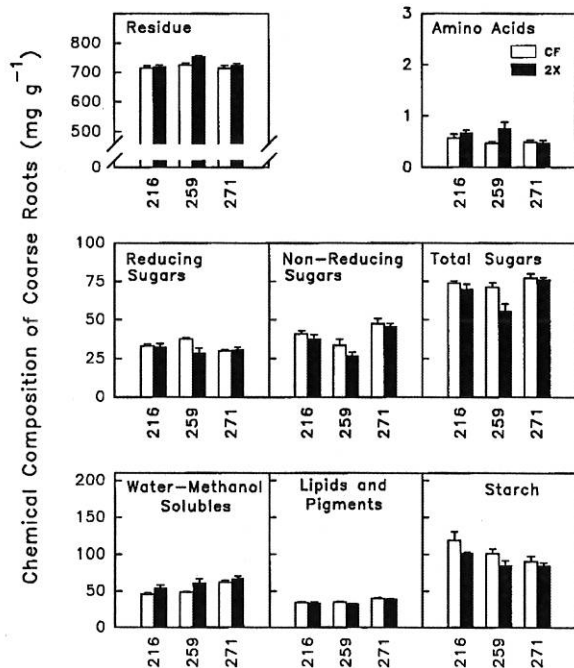 Chemical Composition of Coarse Roots (mg g⁻¹)
Residue
800
700
600
500
0
216
259
271
Amino Acids
CF
2X
3
2
1
0
216
259
271
Reducing
Sugars
Non-Reducing
Sugars
Total Sugars
100
75
50
25
0
216
259
271
216
259
271
216
259
271
Water-Methanol
Solubles
Lipids and
Pigments
Starch
200
150
100
50
0
216
259
271
216
259
271
216
259
271